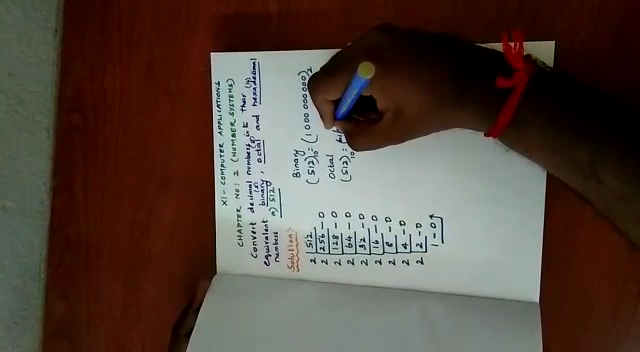 XI - COMPUTER APPLICATIONS
CHAPTER NO: 2 (NUMBER SYSTEMS)
Convert decimal numbers in to their
equivalent binary, octal and hexadecimal
numbers.
a) 512
Solution:-
2 512
2 256 - 0
2 128 - 0
2 64 - 0
2 32 - 0
2 16 - 0
2 8 - 0
2 4 - 0
2 2 - 0
1 - 0
Binary
(512)10 = (1000000000)2
Octal
(512)10 = (